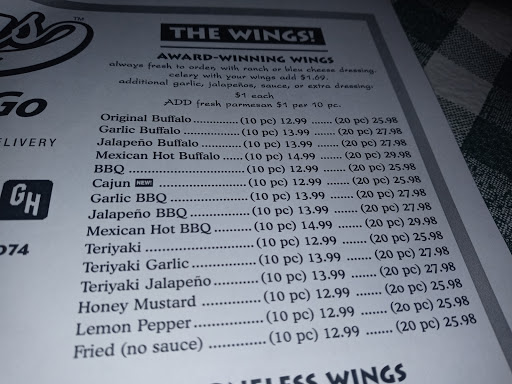 TM
Go
DELIVERY
GH
074
THE WINGS!
AWARD-WINNING WINGS
always fresh to order, with ranch or bleu cheese dressing.
celery with your wings add $1.69.
additional garlic, jalapeños, sauce, or extra dressing:
$1 each
ADD fresh parmesan $1 per 10 pc.
Original Buffalo..............(10 pc) 12.99 ....... (20 pc) 25.98
Garlic Buffalo.................(10 pc) 13.99 ....... (20 pc) 27.98
Jalapeño Buffalo............(10 pc) 13.99 ....... (20 pc) 27.98
Mexican Hot Buffalo......(10 pc) 14.99 ....... (20 pc) 29.98
BBQ..............................(10 pc) 12.99 ....... (20 pc) 25.98
Cajun NEW!......................(10 pc) 12.99 ....... (20 pc) 25.98
Garlic BBQ....................(10 pc) 13.99 ....... (20 pc) 27.98
Jalapeño BBQ...............(10 pc) 13.99 ....... (20 pc) 27.98
Mexican Hot BBQ.........(10 pc) 14.99 ....... (20 pc) 29.98
Teriyaki........................(10 pc) 12.99 ....... (20 pc) 25.98
Teriyaki Garlic..............(10 pc) 13.99 ....... (20 pc) 27.98
Teriyaki Jalapeño.........(10 pc) 13.99 ....... (20 pc) 27.98
Honey Mustard ............(10 pc) 12.99 ....... (20 pc) 25.98
Lemon Pepper..............(10 pc) 12.99 ....... (20 pc) 25.98
Fried (no sauce) ...........(10 pc) 12.99 ....... (20 pc) 25.98
WINGS